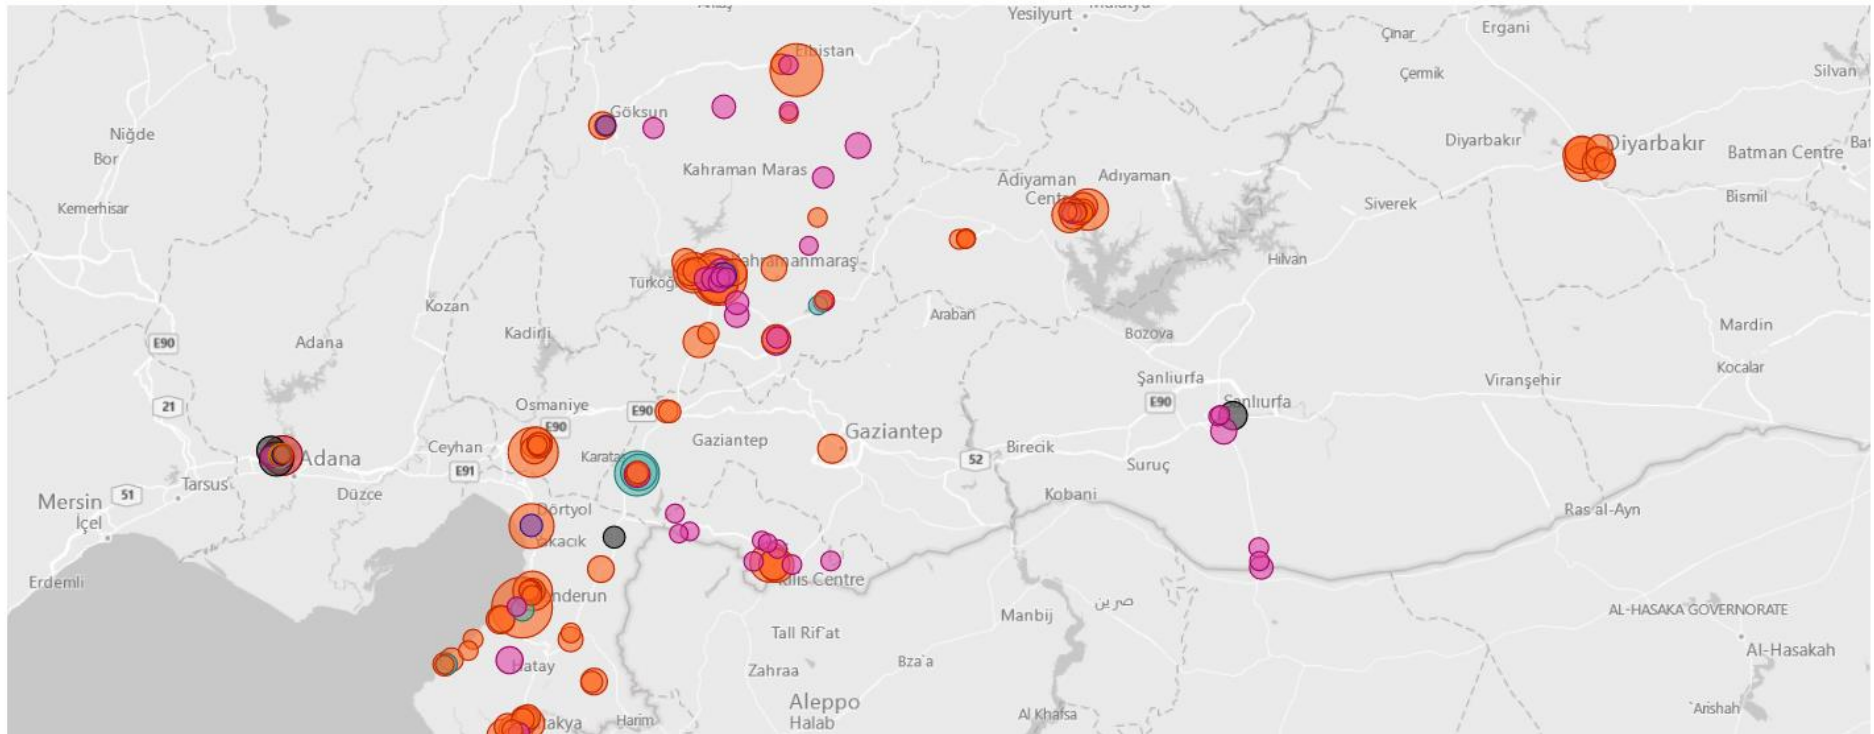 Yesilyurt
Malatya
Ergani
Çınar
Elbistan
Çermik
Silvan
Göksun
Niğde
Bor
Diyarbakır
Diyarbakır
Batman Centre
Kahraman Maras
Adıyaman
Adıyaman
Siverek
Bismil
Kemerhisar
Kahramanmaraş
Hilvan
Kozan
Araban
Kadirli
Bozova
Mardin
E90
Adana
Kocalar
Şanlıurfa
Viranşehir
21
Osmaniye
E90
E90
Şanlıurfa
E90
Gaziantep
Gaziantep
Ceyhan
Birecik
Adana
E91
52
Suruç
Tarsus
Düzce
Kobani
Mersin
51
İçel
Dörtyol
Ras al-Ayn
Erdemli
Kilis Centre
Manbij
صرين
AL-HASAKA GOVERNORATE
Tall Rif'at
Al-Hasakah
Hatay
Zahraa
Bza'a
Aleppo
Halab
Harim
Al Khafsa
'Arishah